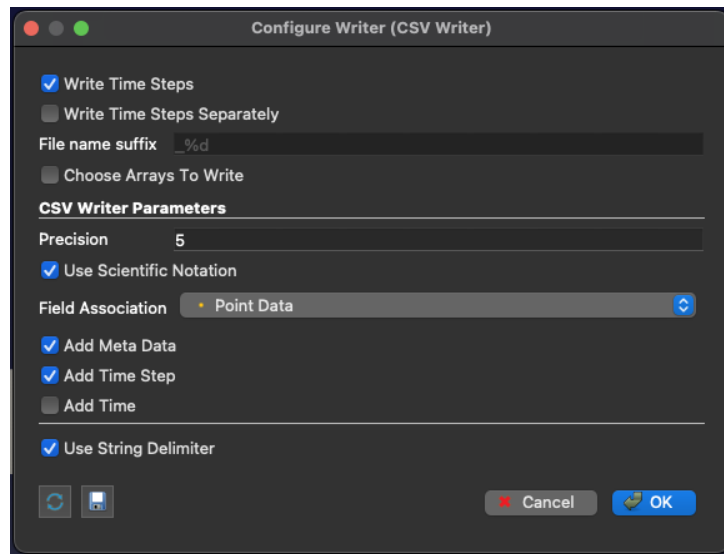 Configure Writer (CSV Writer)
Write Time Steps
Write Time Steps Separately
File name suffix _%d
Choose Arrays To Write
CSV Writer Parameters
Precision 5
Use Scientific Notation
Field Association Point Data
Add Meta Data
Add Time Step
Add Time
Use String Delimiter
Cancel OK